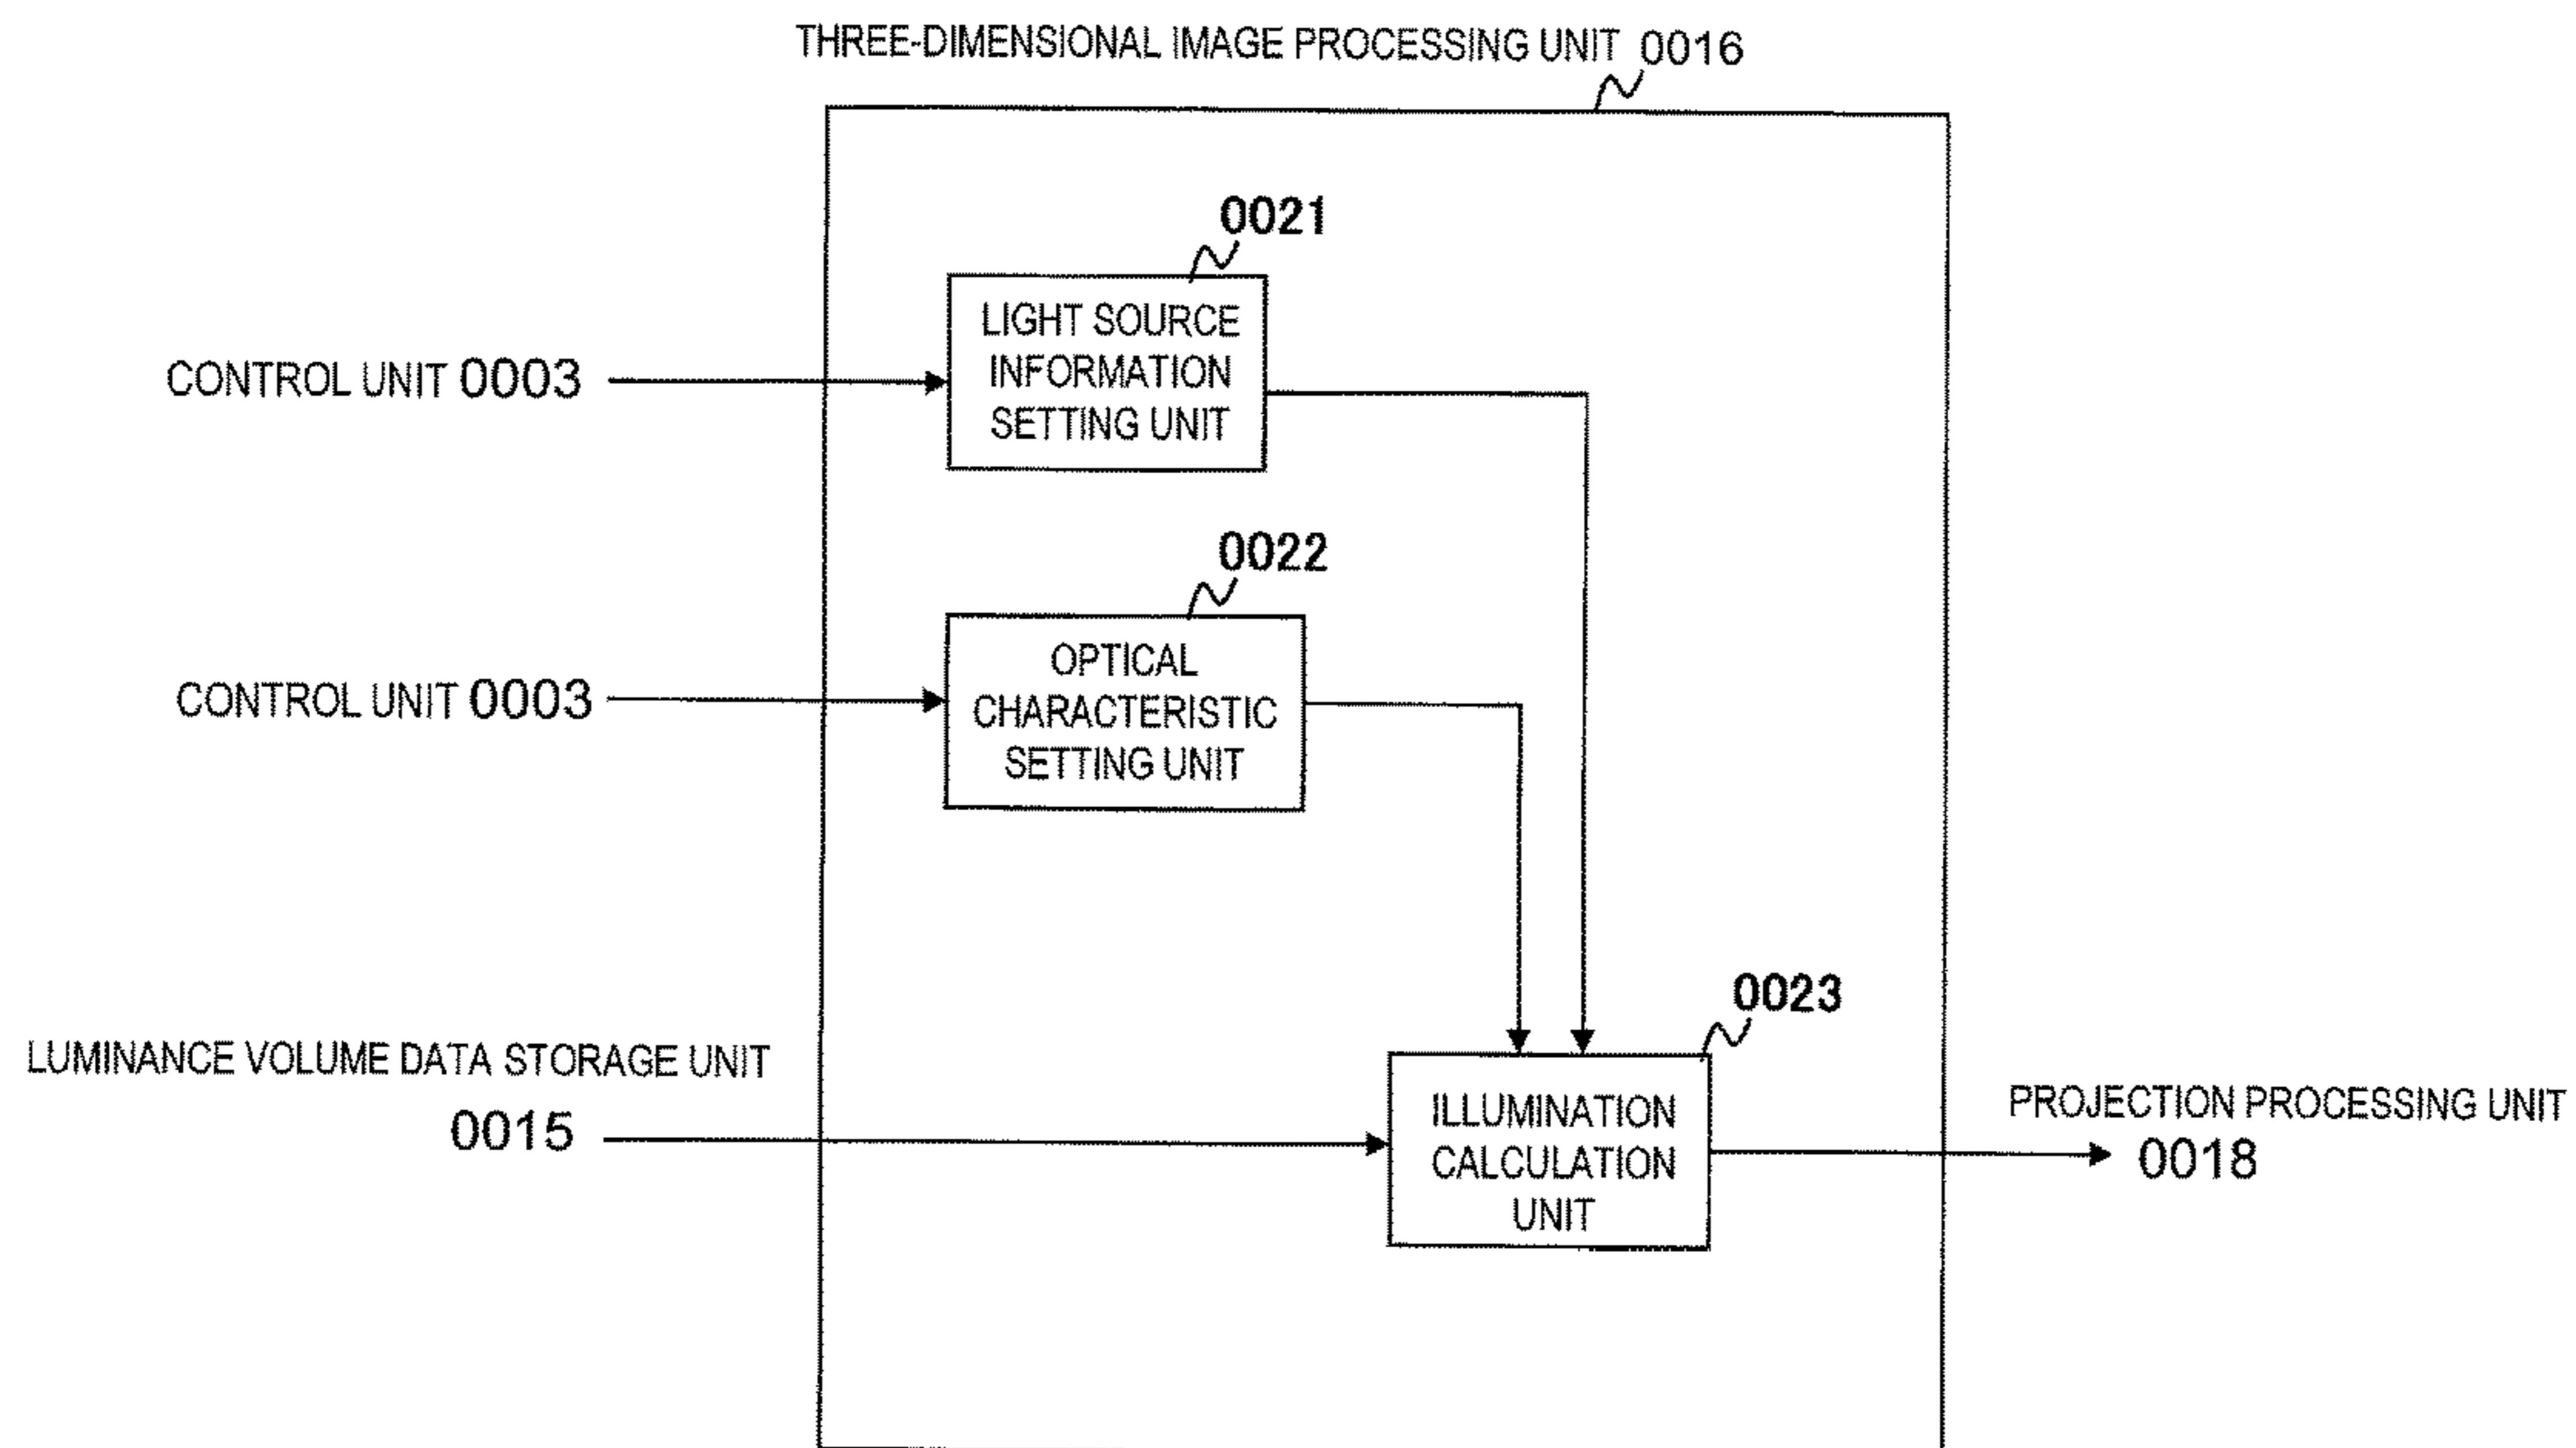 THREE-DIMENSIONAL IMAGE PROCESSING UNIT 0016
0021
LIGHT SOURCE
INFORMATION
SETTING UNIT
CONTROL UNIT 0003
0022
OPTICAL
CHARACTERISTIC
SETTING UNIT
CONTROL UNIT 0003
0023
LUMINANCE VOLUME DATA STORAGE UNIT
0015
ILLUMINATION
CALCULATION
UNIT
PROJECTION PROCESSING UNIT
0018